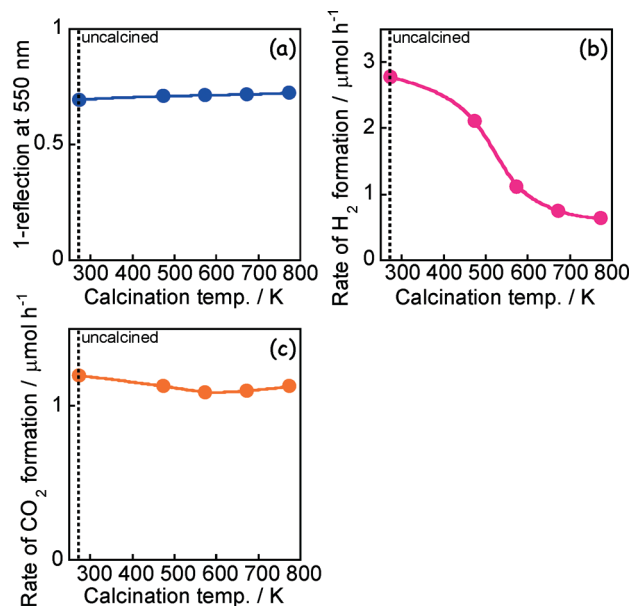 uncalcined
(a)
1
0.5
0
1-reflection at 550 nm
300 400 500 600 700 800
Calcination temp. / K
uncalcined
(b)
3
2
1
0
Rate of H₂ formation / μmol h⁻¹
300 400 500 600 700 800
Calcination temp. / K
uncalcined
(c)
1
0
Rate of CO₂ formation / μmol h⁻¹
300 400 500 600 700 800
Calcination temp. / K